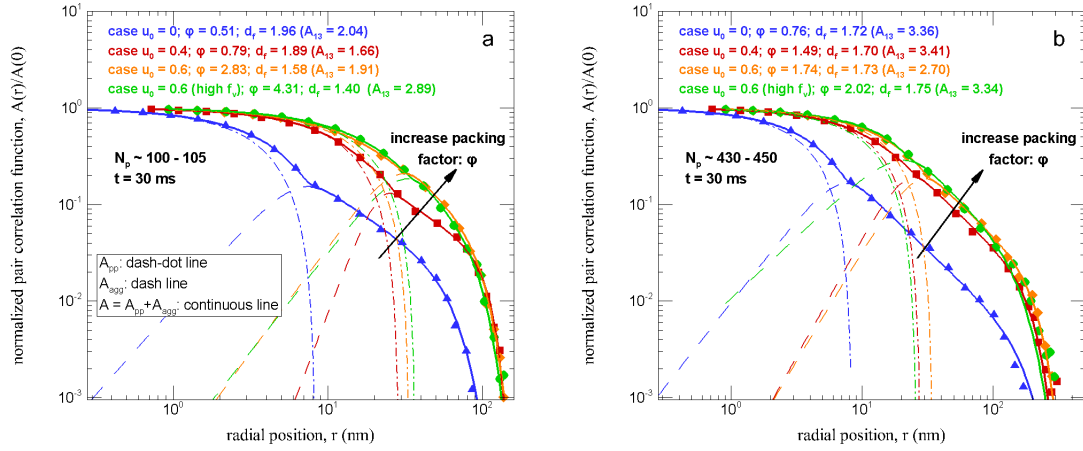 a
case u₀ = 0; φ = 0.51; d_f = 1.96 (A₁₃ = 2.04)
case u₀ = 0.4; φ = 0.79; d_f = 1.89 (A₁₃ = 1.66)
case u₀ = 0.6; φ = 2.83; d_f = 1.58 (A₁₃ = 1.91)
case u₀ = 0.6 (high f_v); φ = 4.31; d_f = 1.40 (A₁₃ = 2.89)
increase packing
factor: φ
N_p ~ 100 - 105
t = 30 ms
A_pp: dash-dot line
A_agg: dash line
A = A_pp+A_agg: continuous line
normalized pair correlation function, A(r)/A(0)
10¹
10⁰
10⁻¹
10⁻²
10⁻³
10⁰
10¹
10²
radial position, r (nm)
b
case u₀ = 0; φ = 0.76; d_f = 1.72 (A₁₃ = 3.36)
case u₀ = 0.4; φ = 1.49; d_f = 1.70 (A₁₃ = 3.41)
case u₀ = 0.6; φ = 1.74; d_f = 1.73 (A₁₃ = 2.70)
case u₀ = 0.6 (high f_v); φ = 2.02; d_f = 1.75 (A₁₃ = 3.34)
increase packing
factor: φ
N_p ~ 430 - 450
t = 30 ms
normalized pair correlation function, A(r)/A(0)
10¹
10⁰
10⁻¹
10⁻²
10⁻³
10⁰
10¹
10²
radial position, r (nm)